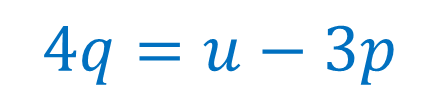 4q = u − 3p